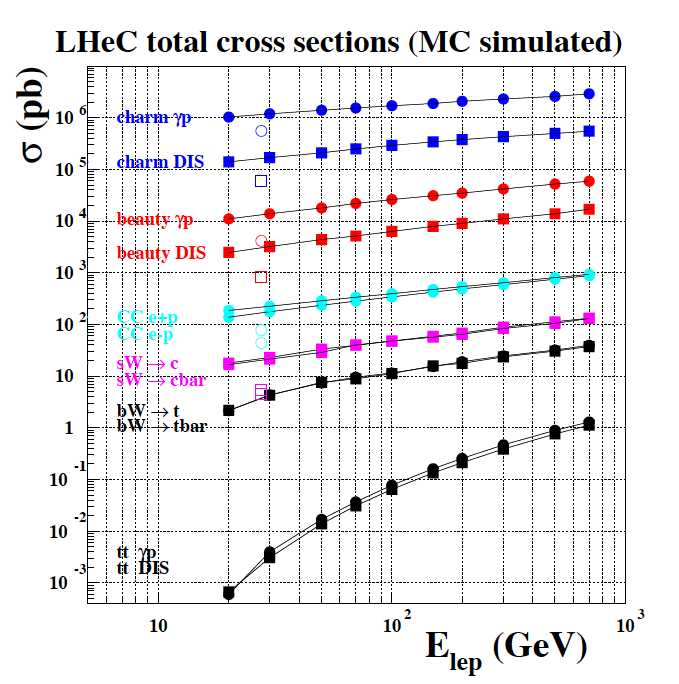 LHeC total cross sections (MC simulated)
σ (pb)
10 6
charm γp
charm DIS
10 5
10 4
beauty γp
beauty DIS
10 3
CC e+p
10 2
CC e-p
sW → c
10
sW → cbar
bW → t
bW → tbar
1
10 -1
10 -2
tt γp
tt DIS
10 -3
10
10 2
10 3
E lep (GeV)